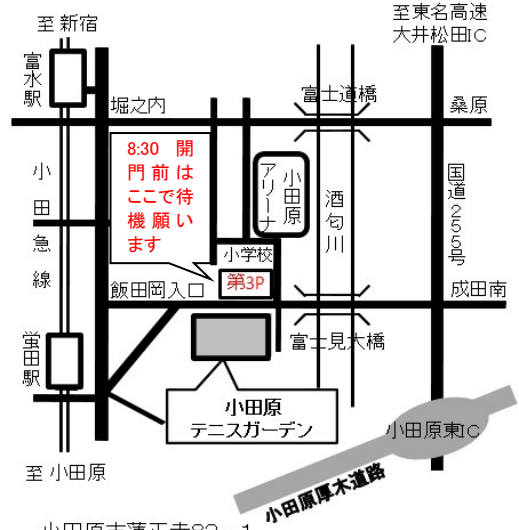 至 新宿
至東名高速
大井松田IC
富水駅
堀之内
富士道橋
桑原
8:30 開
門前は
ここで待
機願い
ます
小田急線
小田原
アリーナ
酒匂川
国道255号
小学校
第3P
飯田岡入口
成田南
富士見大橋
蛍田駅
小田原
テニスガーデン
小田原東IC
至 小田原
小田原厚木道路